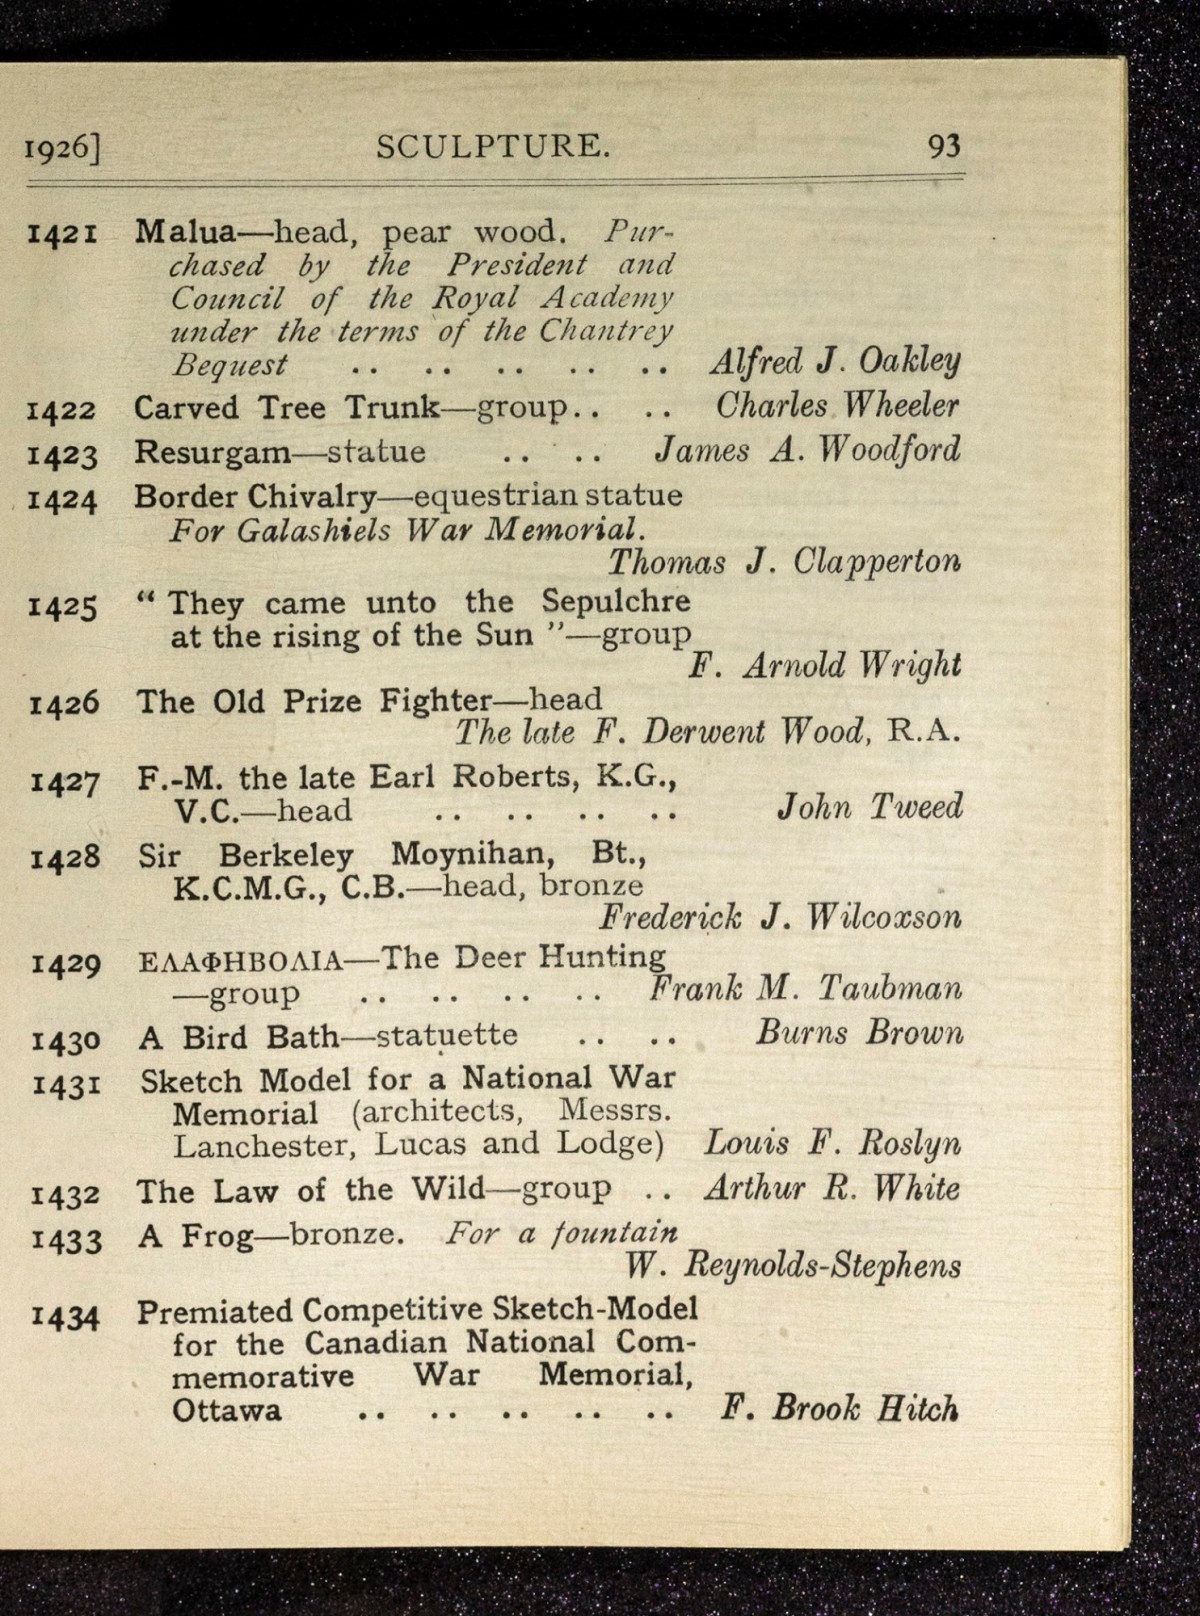 1926] SCULPTURE. 93
1421 Malua—head, pear wood. Pur-
chased by the President and
Council of the Royal Academy
under the terms of the Chantrey
Bequest .. .. .. .. .. Alfred J. Oakley
1422 Carved Tree Trunk—group.. .. Charles Wheeler
1423 Resurgam—statue .. .. James A. Woodford
1424 Border Chivalry—equestrian statue
For Galashiels War Memorial.
Thomas J. Clapperton
1425 “ They came unto the Sepulchre
at the rising of the Sun ”—group
F. Arnold Wright
1426 The Old Prize Fighter—head
The late F. Derwent Wood, R.A.
1427 F.-M. the late Earl Roberts, K.G.,
V.C.—head .. .. .. .. John Tweed
1428 Sir Berkeley Moynihan, Bt.,
K.C.M.G., C.B.—head, bronze
Frederick J. Wilcoxson
1429 ΕΛΑΦΗΒΟΛΙΑ—The Deer Hunting
—group .. .. .. .. Frank M. Taubman
1430 A Bird Bath—statuette .. .. Burns Brown
1431 Sketch Model for a National War
Memorial (architects, Messrs.
Lanchester, Lucas and Lodge) Louis F. Roslyn
1432 The Law of the Wild—group .. Arthur R. White
1433 A Frog—bronze. For a fountain
W. Reynolds-Stephens
1434 Premiated Competitive Sketch-Model
for the Canadian National Com-
memorative War Memorial,
Ottawa .. .. .. .. .. F. Brook Hitch